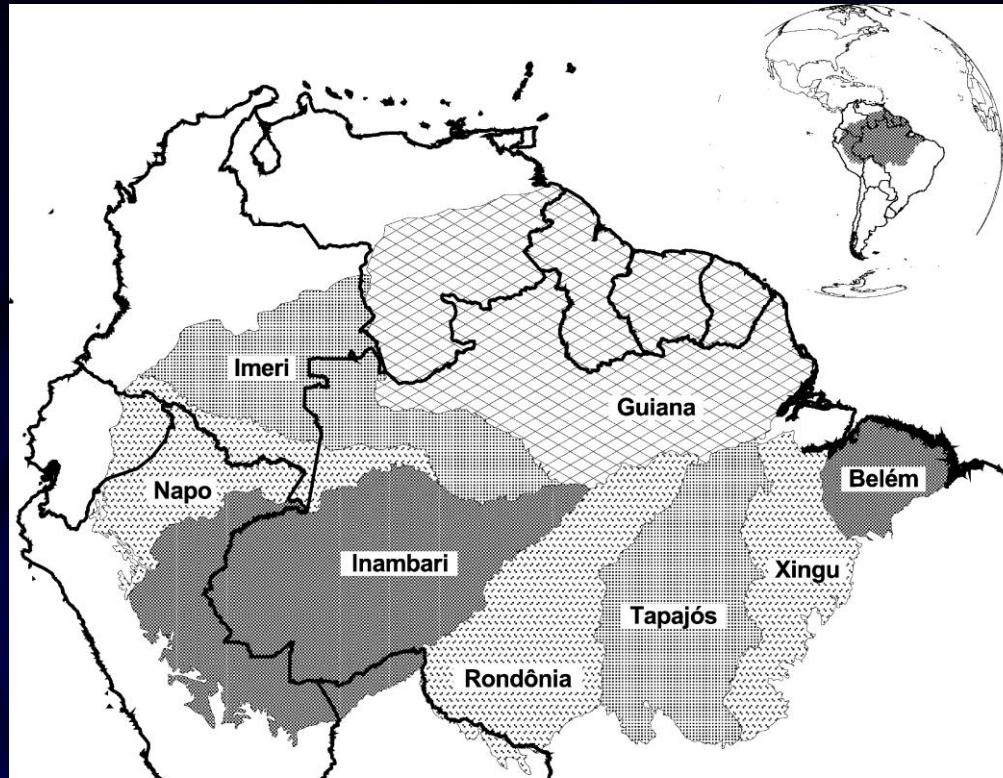 Imeri
Guiana
Napo
Belém
Inambari
Xingu
Tapajós
Rondônia